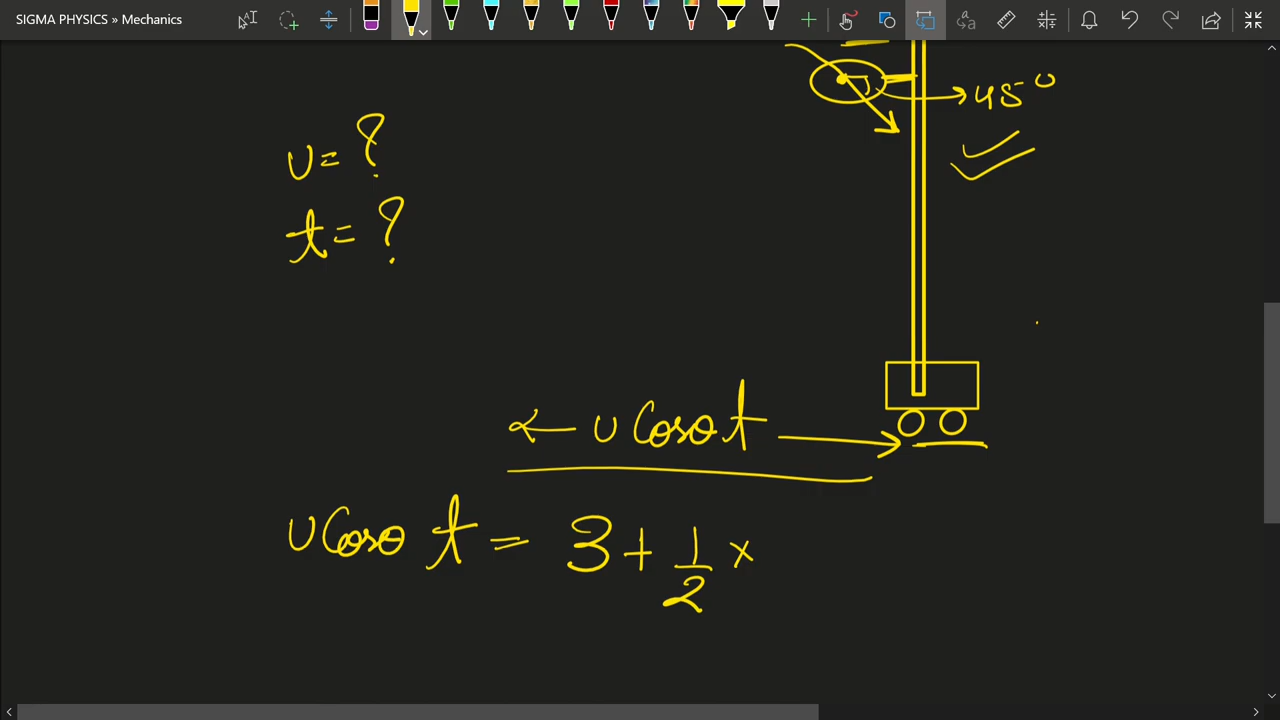 SIGMA PHYSICS » Mechanics
45°
u = ?
t = ?
← u Cosθ t →
u Cosθ t = 3 + 1/2 ×